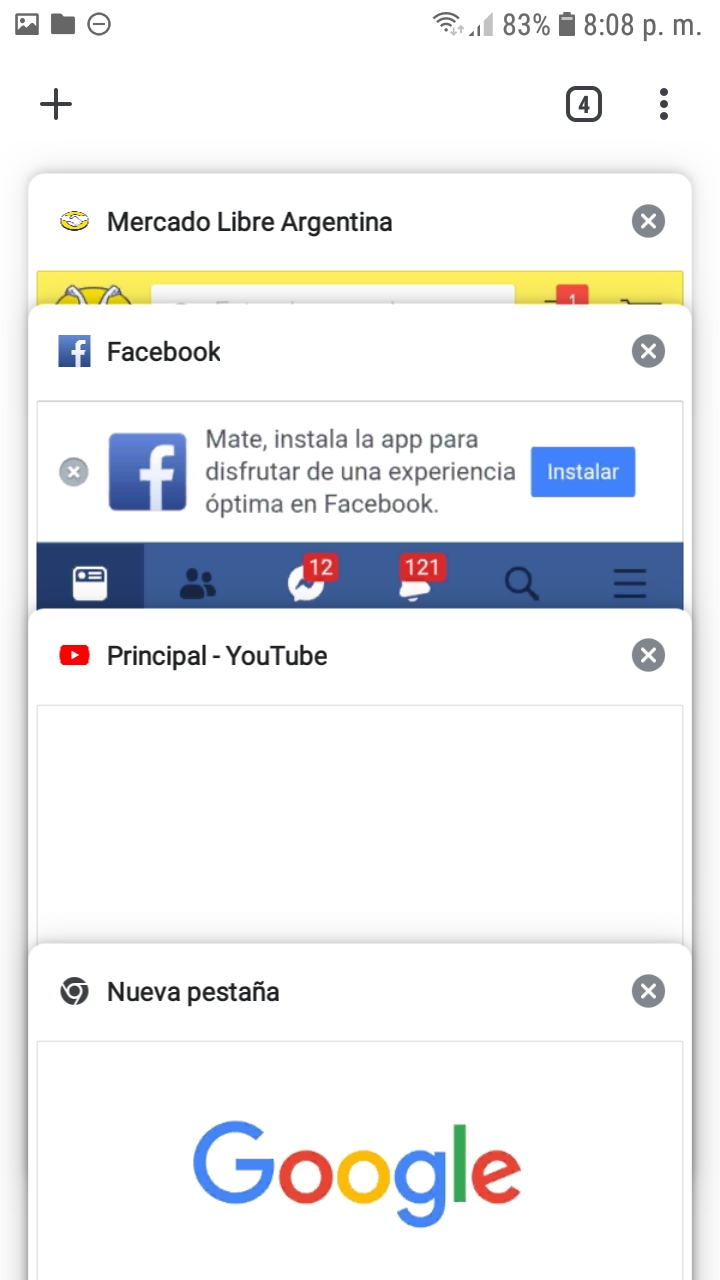 83% 8:08 p. m.
4
Mercado Libre Argentina
1
Facebook
Mate, instala la app para
disfrutar de una experiencia
óptima en Facebook.
Instalar
12 121
Principal - YouTube
Nueva pestaña
Google